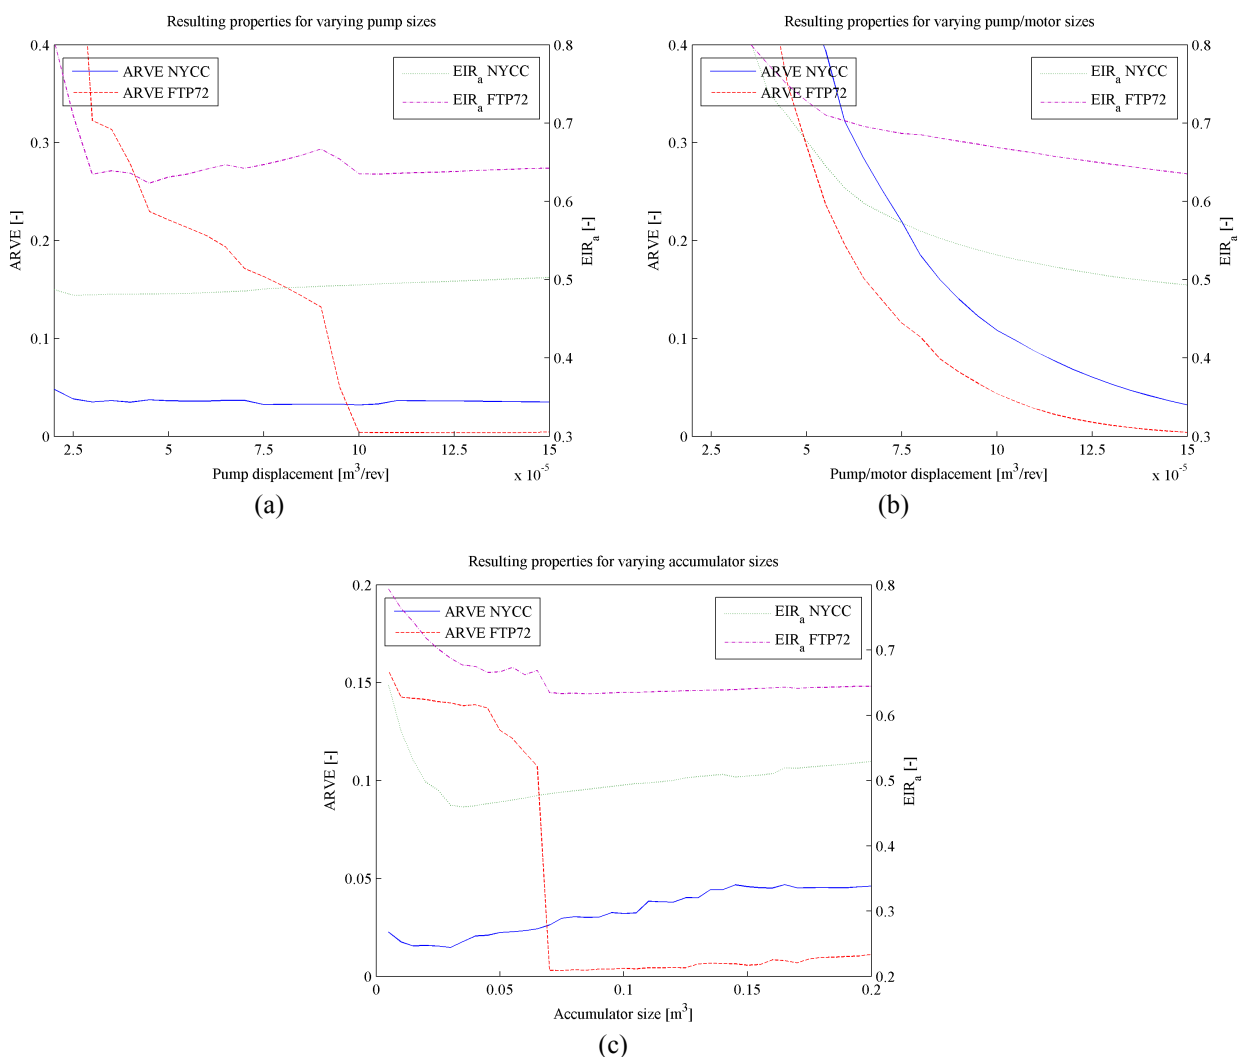 Resulting properties for varying pump sizes
0.4
0.3
0.2
0.1
0
ARVE [-]
ARVE NYCC
ARVE FTP72
EIRa NYCC
EIRa FTP72
0.8
0.7
0.6
0.5
0.4
0.3
EIRa [-]
2.5 5 7.5 10 12.5 15
Pump displacement [m3/rev]
x 10-5
(a)
Resulting properties for varying pump/motor sizes
0.4
0.3
0.2
0.1
0
ARVE [-]
ARVE NYCC
ARVE FTP72
EIRa NYCC
EIRa FTP72
0.8
0.7
0.6
0.5
0.4
0.3
EIRa [-]
2.5 5 7.5 10 12.5 15
Pump/motor displacement [m3/rev]
x 10-5
(b)
Resulting properties for varying accumulator sizes
0.2
0.15
0.1
0.05
0
ARVE [-]
ARVE NYCC
ARVE FTP72
EIRa NYCC
EIRa FTP72
0.8
0.7
0.6
0.5
0.4
0.3
0.2
EIRa [-]
0 0.05 0.1 0.15 0.2
Accumulator size [m3]
(c)